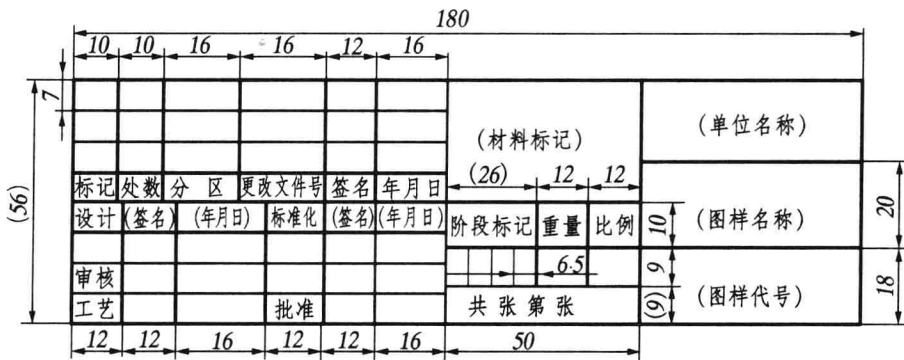 180
10 10 16 16 12 16
7
(56)
(材料标记)
(单位名称)
(26) 12 12
标记 处数 分 区 更改文件号 签名 年月日
设计 (签名) (年月日) 标准化 (签名) (年月日)
阶段标记 重量 比例
10
(图样名称)
20
6.5
9
审核
工艺 批准
共 张 第 张
(9)
(图样代号)
18
12 12 16 12 12 16 50